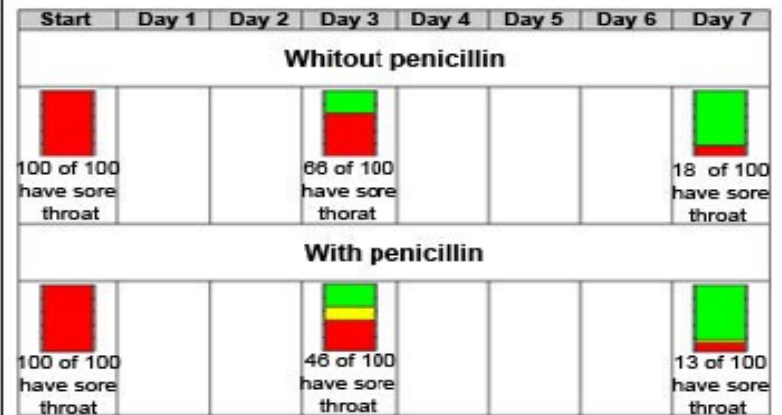 Start Day 1 Day 2 Day 3 Day 4 Day 5 Day 6 Day 7
Whitout penicillin
100 of 100 66 of 100 18 of 100
have sore have sore have sore
throat thorat throat
With penicillin
100 of 100 46 of 100 13 of 100
have sore have sore have sore
throat throat throat